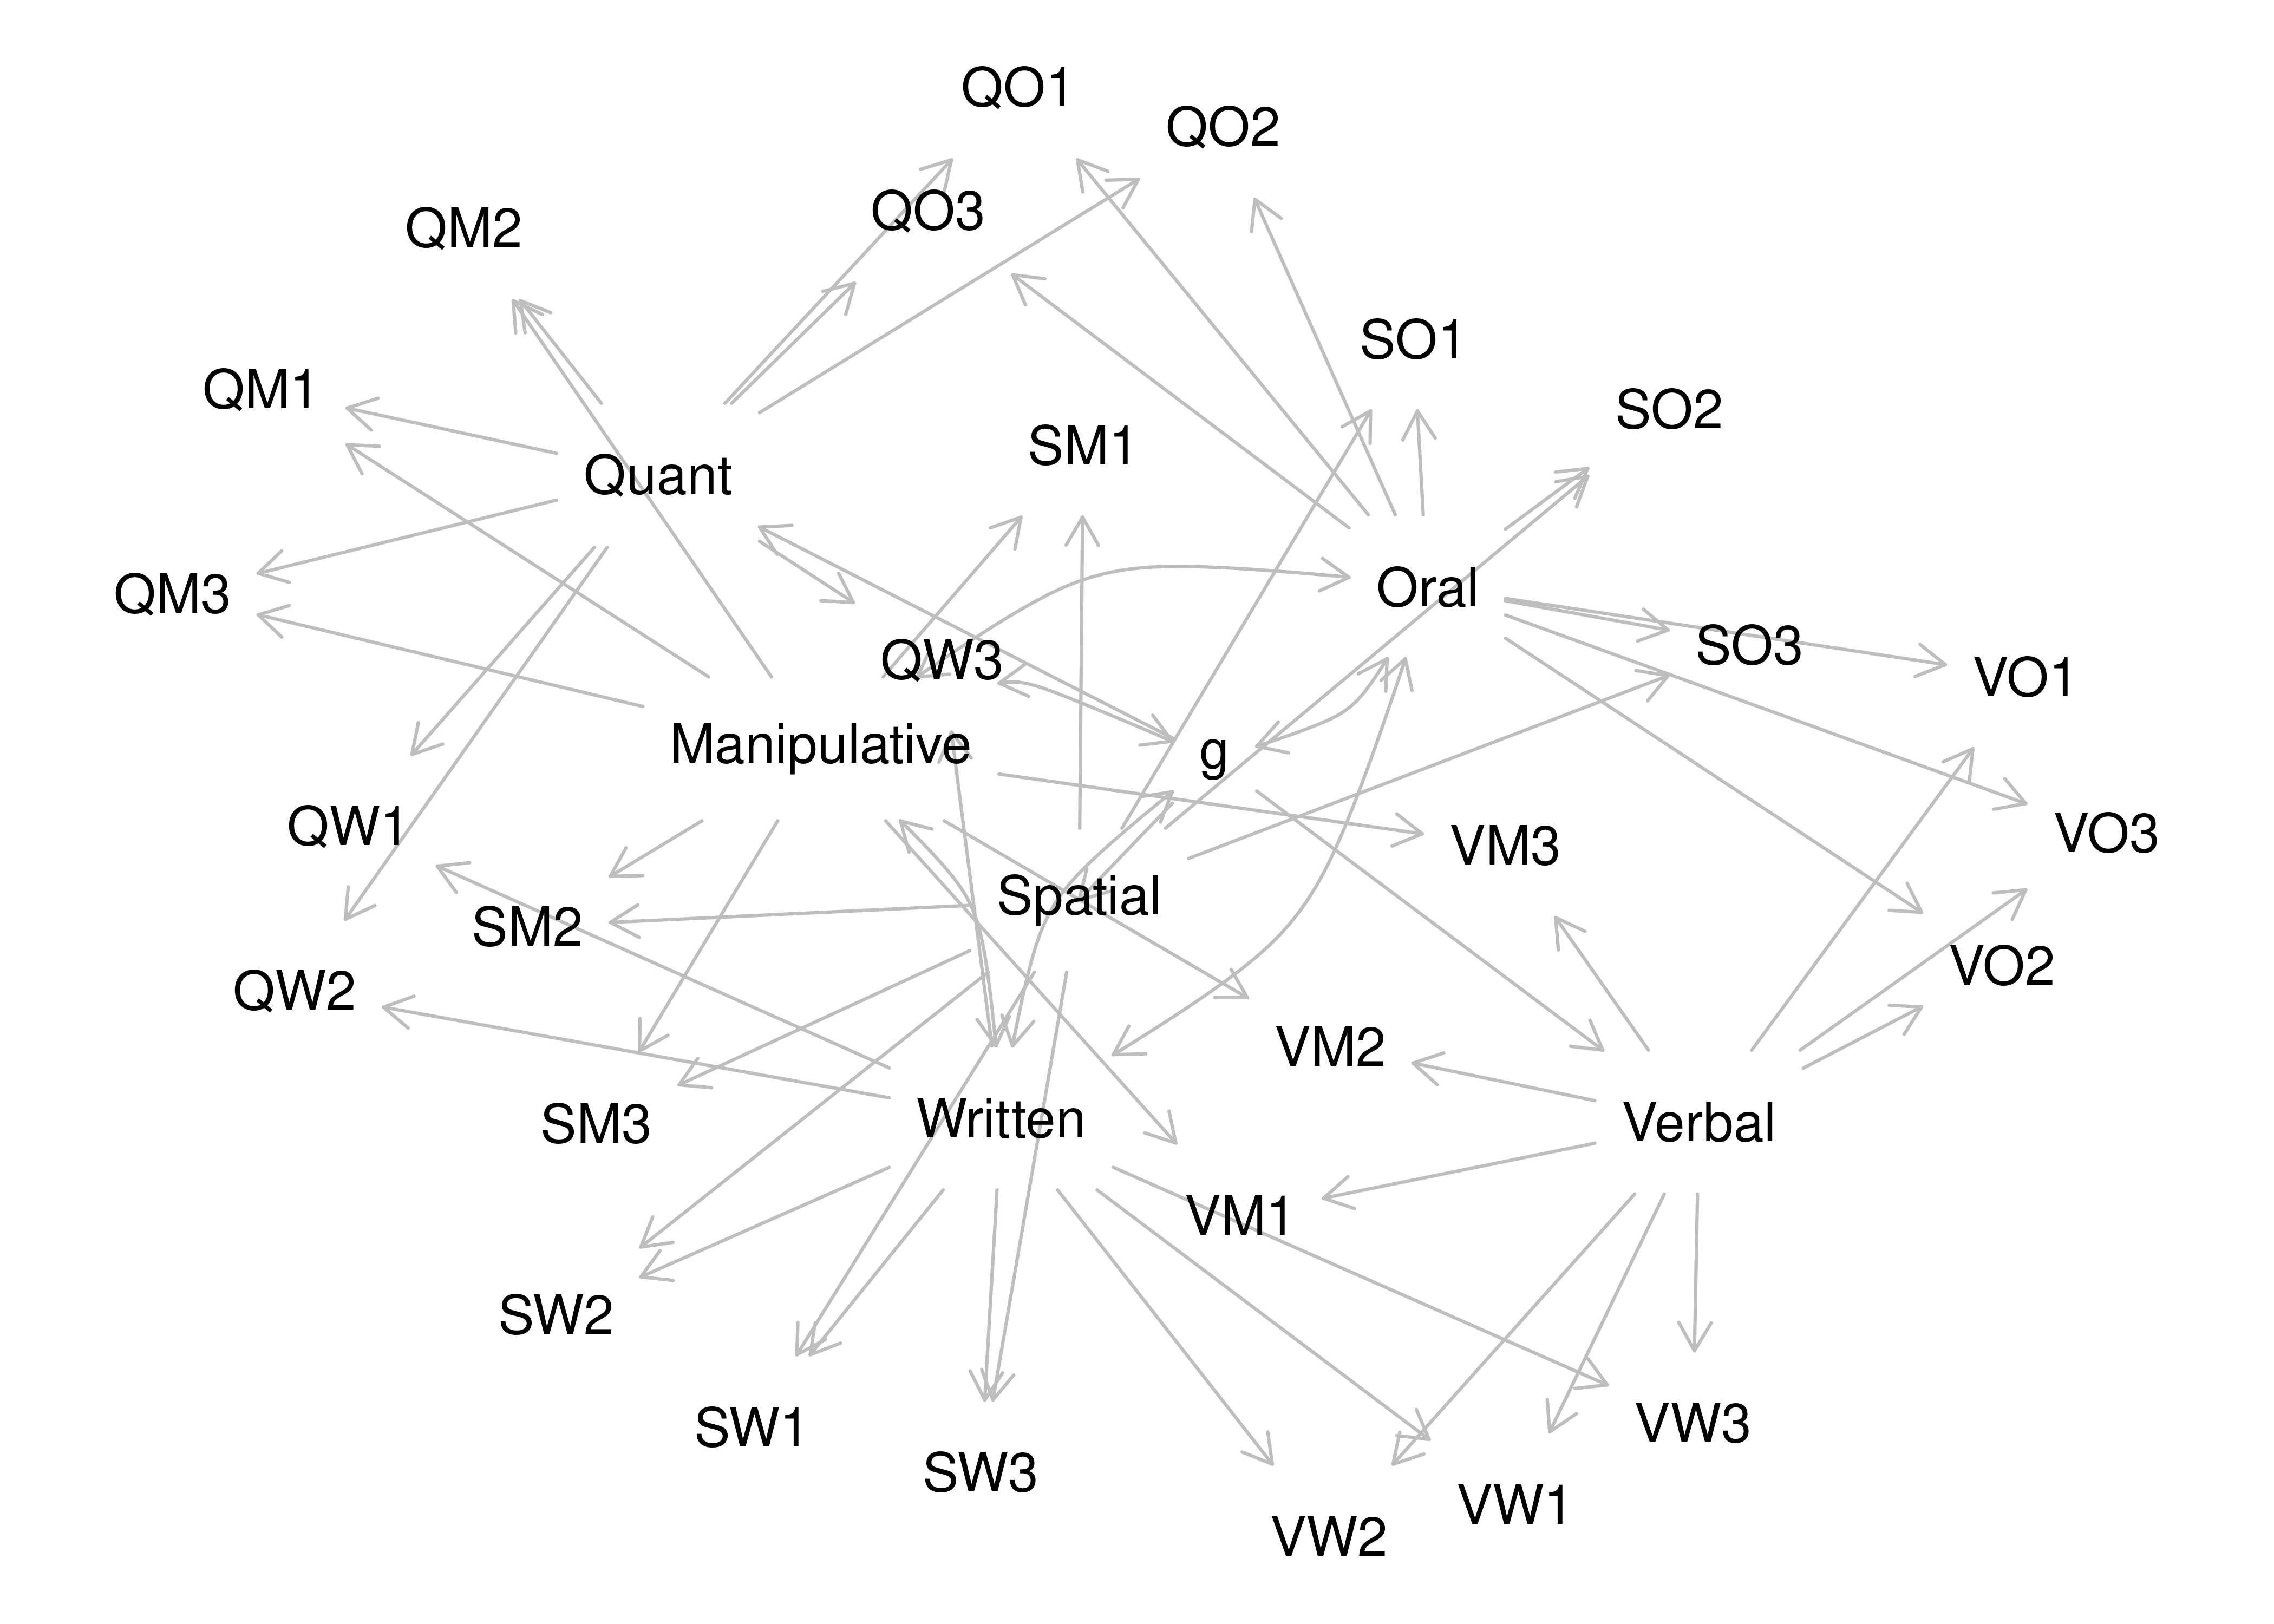 QO1
QO2
QO3
QM2
SO1
QM1
SO2
SM1
Quant
Oral
QM3
SO3
QW3
VO1
Manipulative
g
QW1
VO3
VM3
Spatial
SM2
VO2
QW2
VM2
Written
Verbal
SM3
VM1
SW2
VW3
SW1
SW3
VW1
VW2